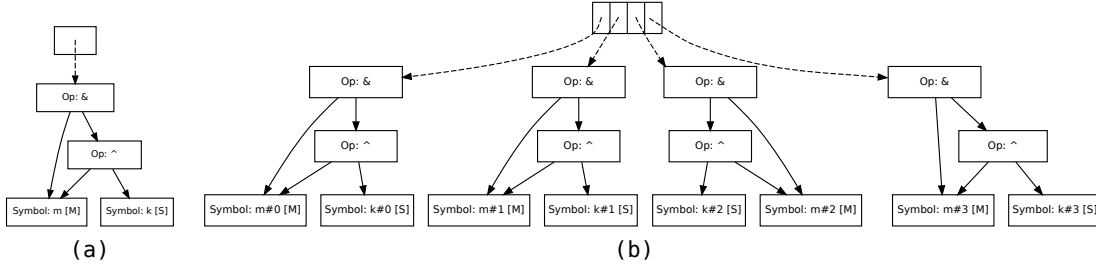 Op: &
Op: ^
Symbol: m [M] Symbol: k [S]
(a)
Op: & Op: & Op: & Op: &
Op: ^ Op: ^ Op: ^ Op: ^
Symbol: m#0 [M] Symbol: k#0 [S] Symbol: m#1 [M] Symbol: k#1 [S] Symbol: k#2 [S] Symbol: m#2 [M] Symbol: m#3 [M] Symbol: k#3 [S]
(b)